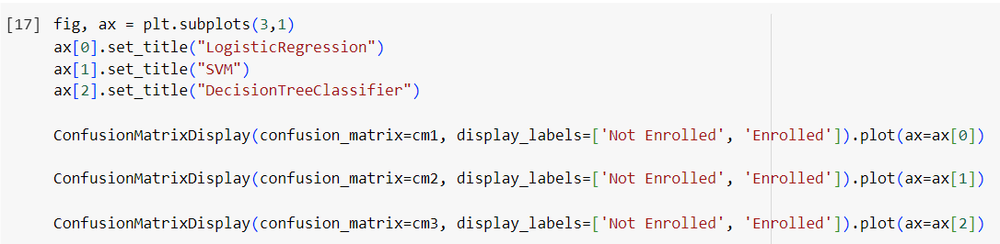 [17] fig, ax = plt.subplots(3,1)
ax[0].set_title("LogisticRegression")
ax[1].set_title("SVM")
ax[2].set_title("DecisionTreeClassifier")
ConfusionMatrixDisplay(confusion_matrix=cm1, display_labels=['Not Enrolled', 'Enrolled']).plot(ax=ax[0])
ConfusionMatrixDisplay(confusion_matrix=cm2, display_labels=['Not Enrolled', 'Enrolled']).plot(ax=ax[1])
ConfusionMatrixDisplay(confusion_matrix=cm3, display_labels=['Not Enrolled', 'Enrolled']).plot(ax=ax[2])